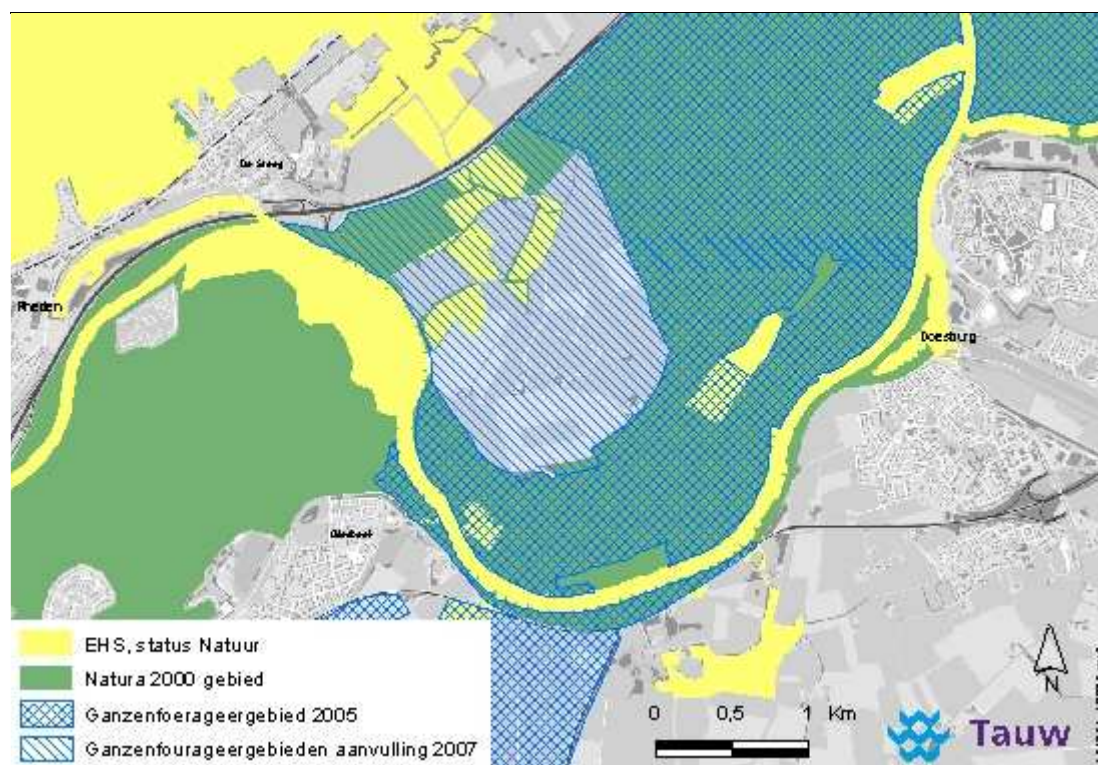 De Steeg
Rheden
Doesburg
EHS, status Natuur
Natura 2000 gebied
Ganzenfoerageergebied 2005
Ganzenfourageergebieden aanvulling 2007
0 0,5 1 Km
N
Tauw